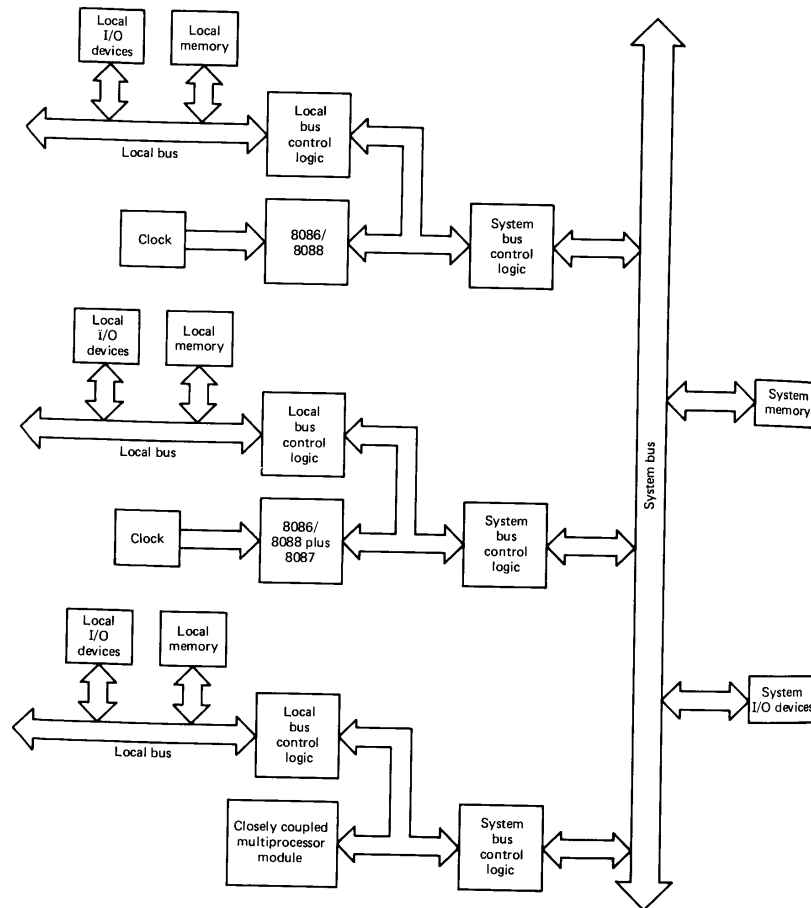 Local
I/O
devices
Local
memory
Local
bus
control
logic
Local bus
Clock
8086/
8088
System
bus
control
logic
Local
I/O
devices
Local
memory
Local
bus
control
logic
Local bus
System bus
System
memory
Clock
8086/
8088 plus
8087
System
bus
control
logic
Local
I/O
devices
Local
memory
Local
bus
control
logic
Local bus
System
I/O devices
Closely coupled
multiprocessor
module
System
bus
control
logic